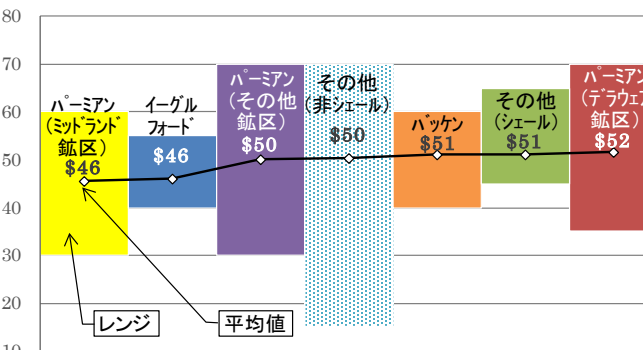 80
70
60
50
40
30
20
10
パーミアン
(ミッドランド
鉱区)
$46
イーグル
フォード
$46
パーミアン
(その他
鉱区)
$50
その他
(非シェール)
$50
バッケン
$51
その他
(シェール)
$51
パーミアン
(デラウェア
鉱区)
$52
レンジ
平均値